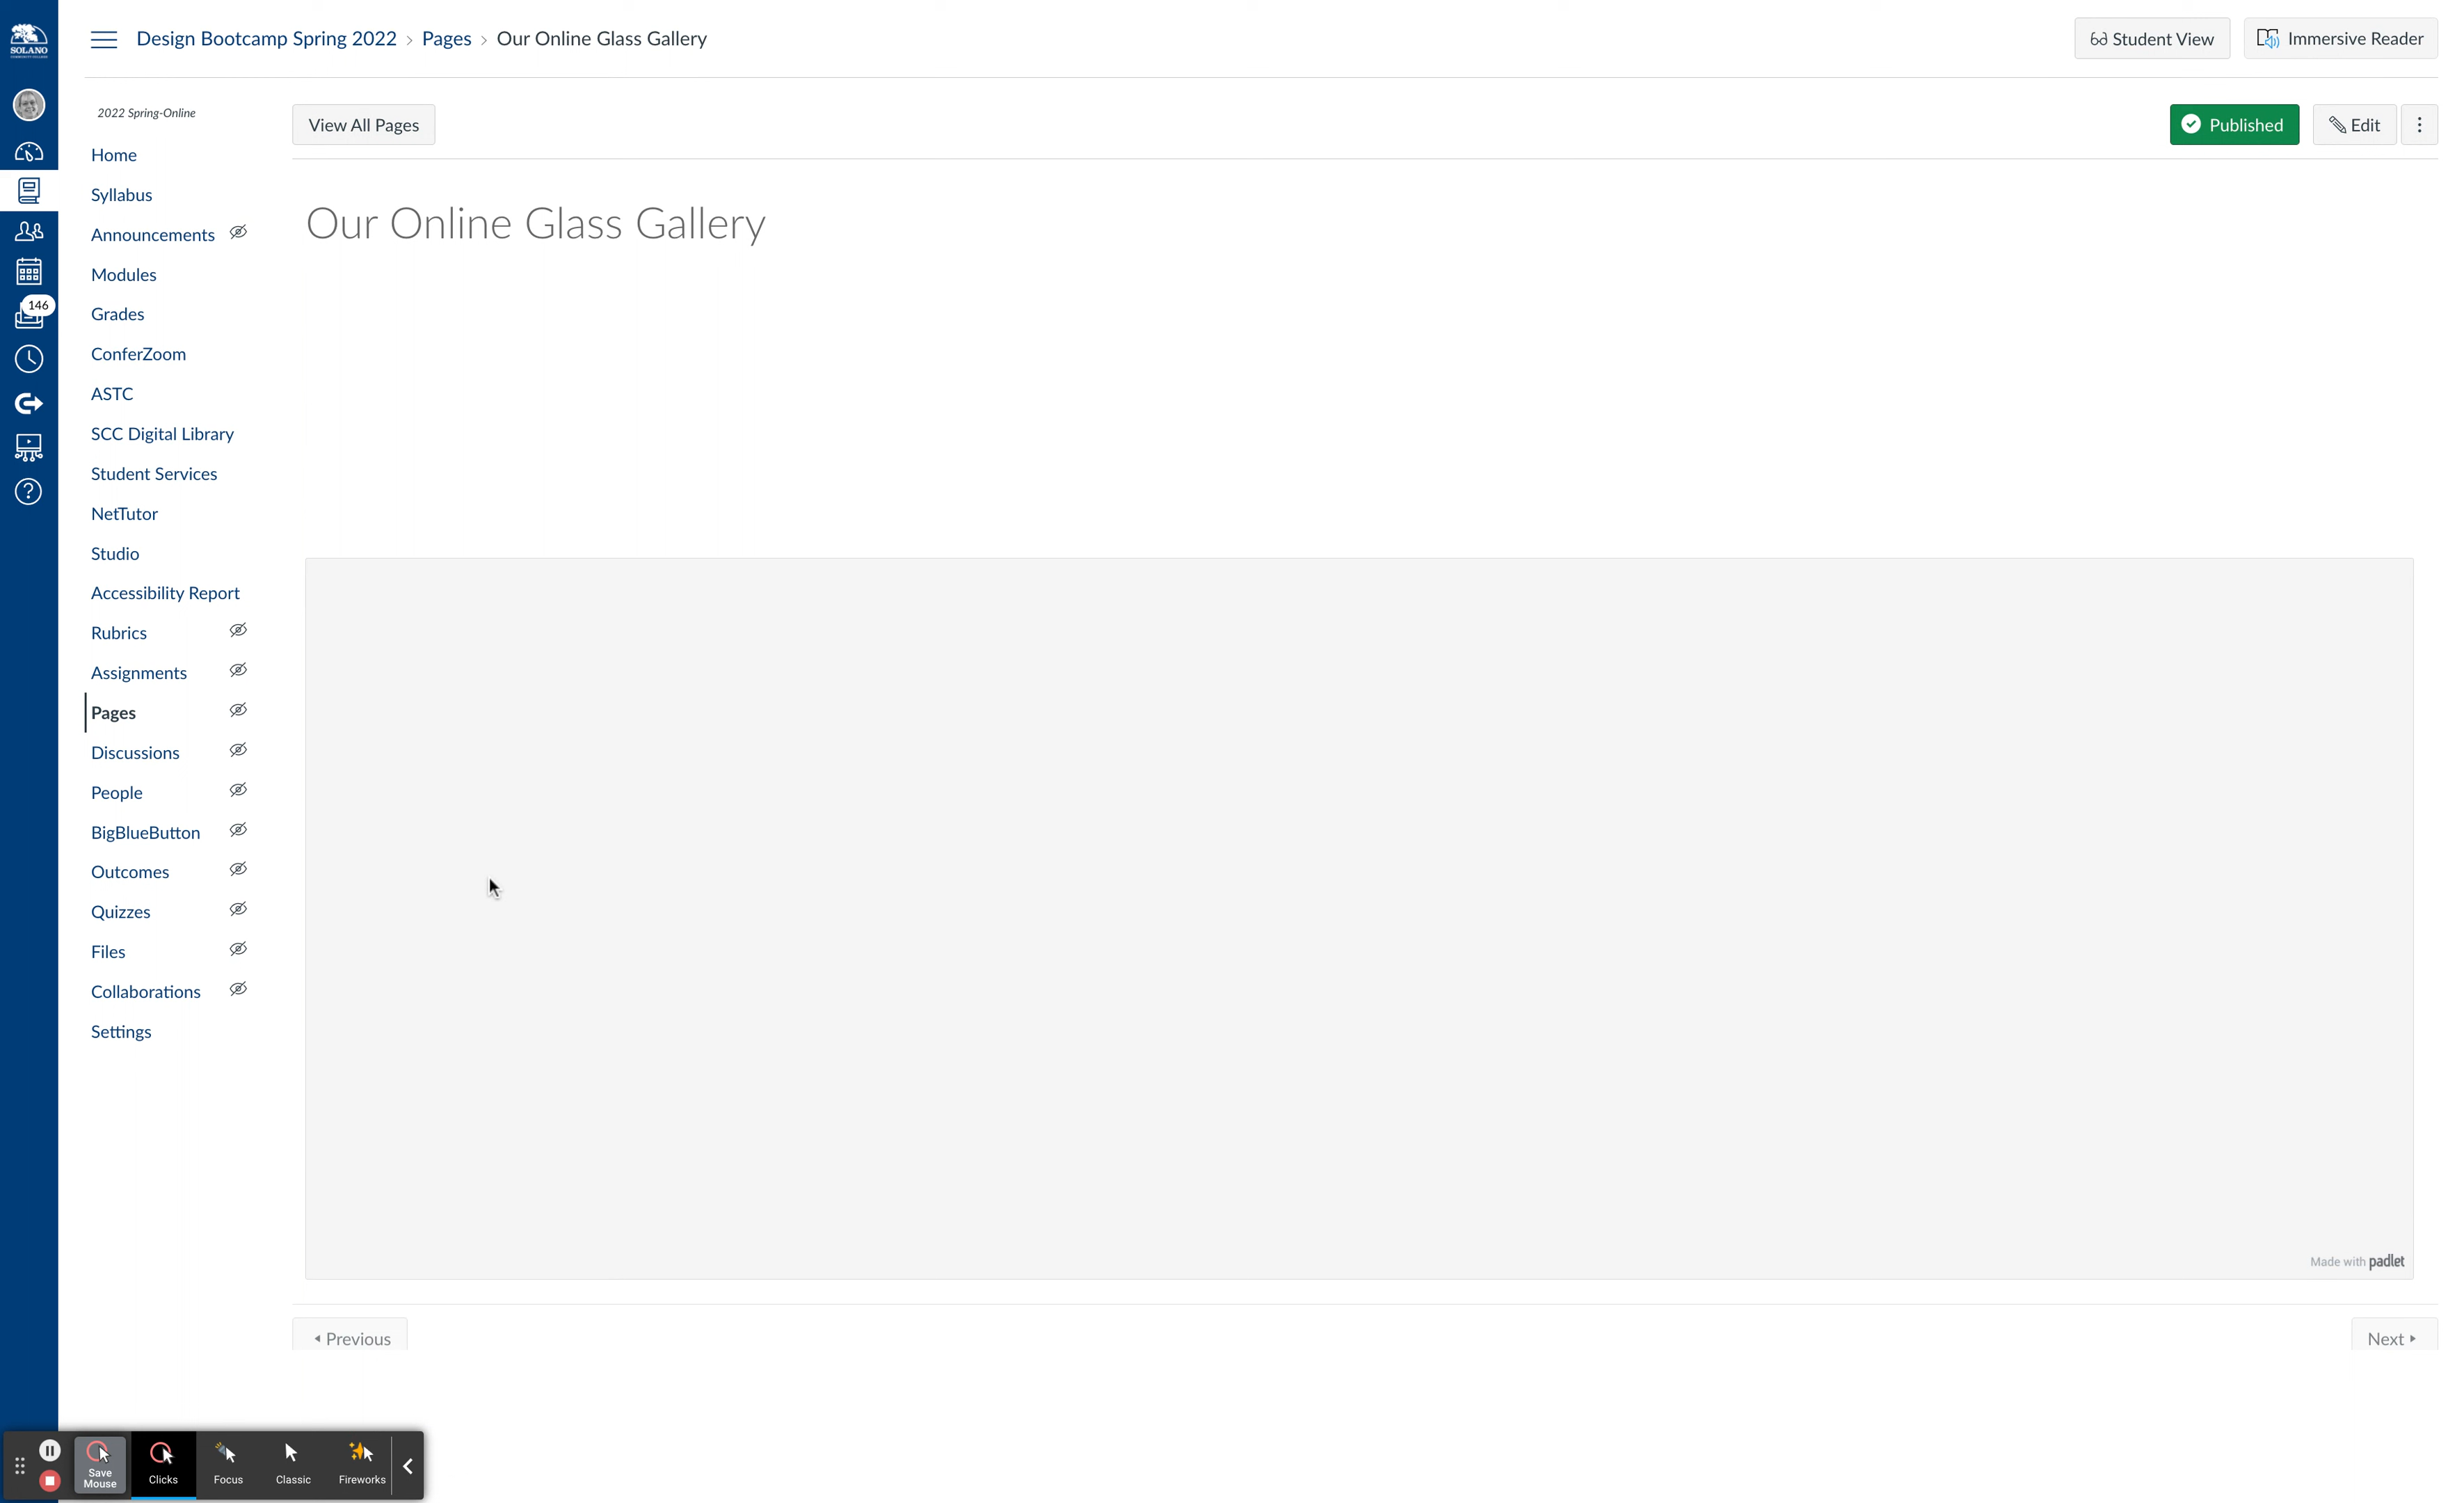 SOLANO
COMMUNITY COLLEGE
Design Bootcamp Spring 2022 › Pages › Our Online Glass Gallery
Student View
Immersive Reader
2022 Spring-Online
View All Pages
Published
Edit
Home
Syllabus
Announcements
Modules
Grades
ConferZoom
ASTC
SCC Digital Library
Student Services
NetTutor
Studio
Accessibility Report
Rubrics
Assignments
Pages
Discussions
People
BigBlueButton
Outcomes
Quizzes
Files
Collaborations
Settings
146
Our Online Glass Gallery
Made with padlet
Previous
Next
Save
Mouse
Clicks
Focus
Classic
Fireworks